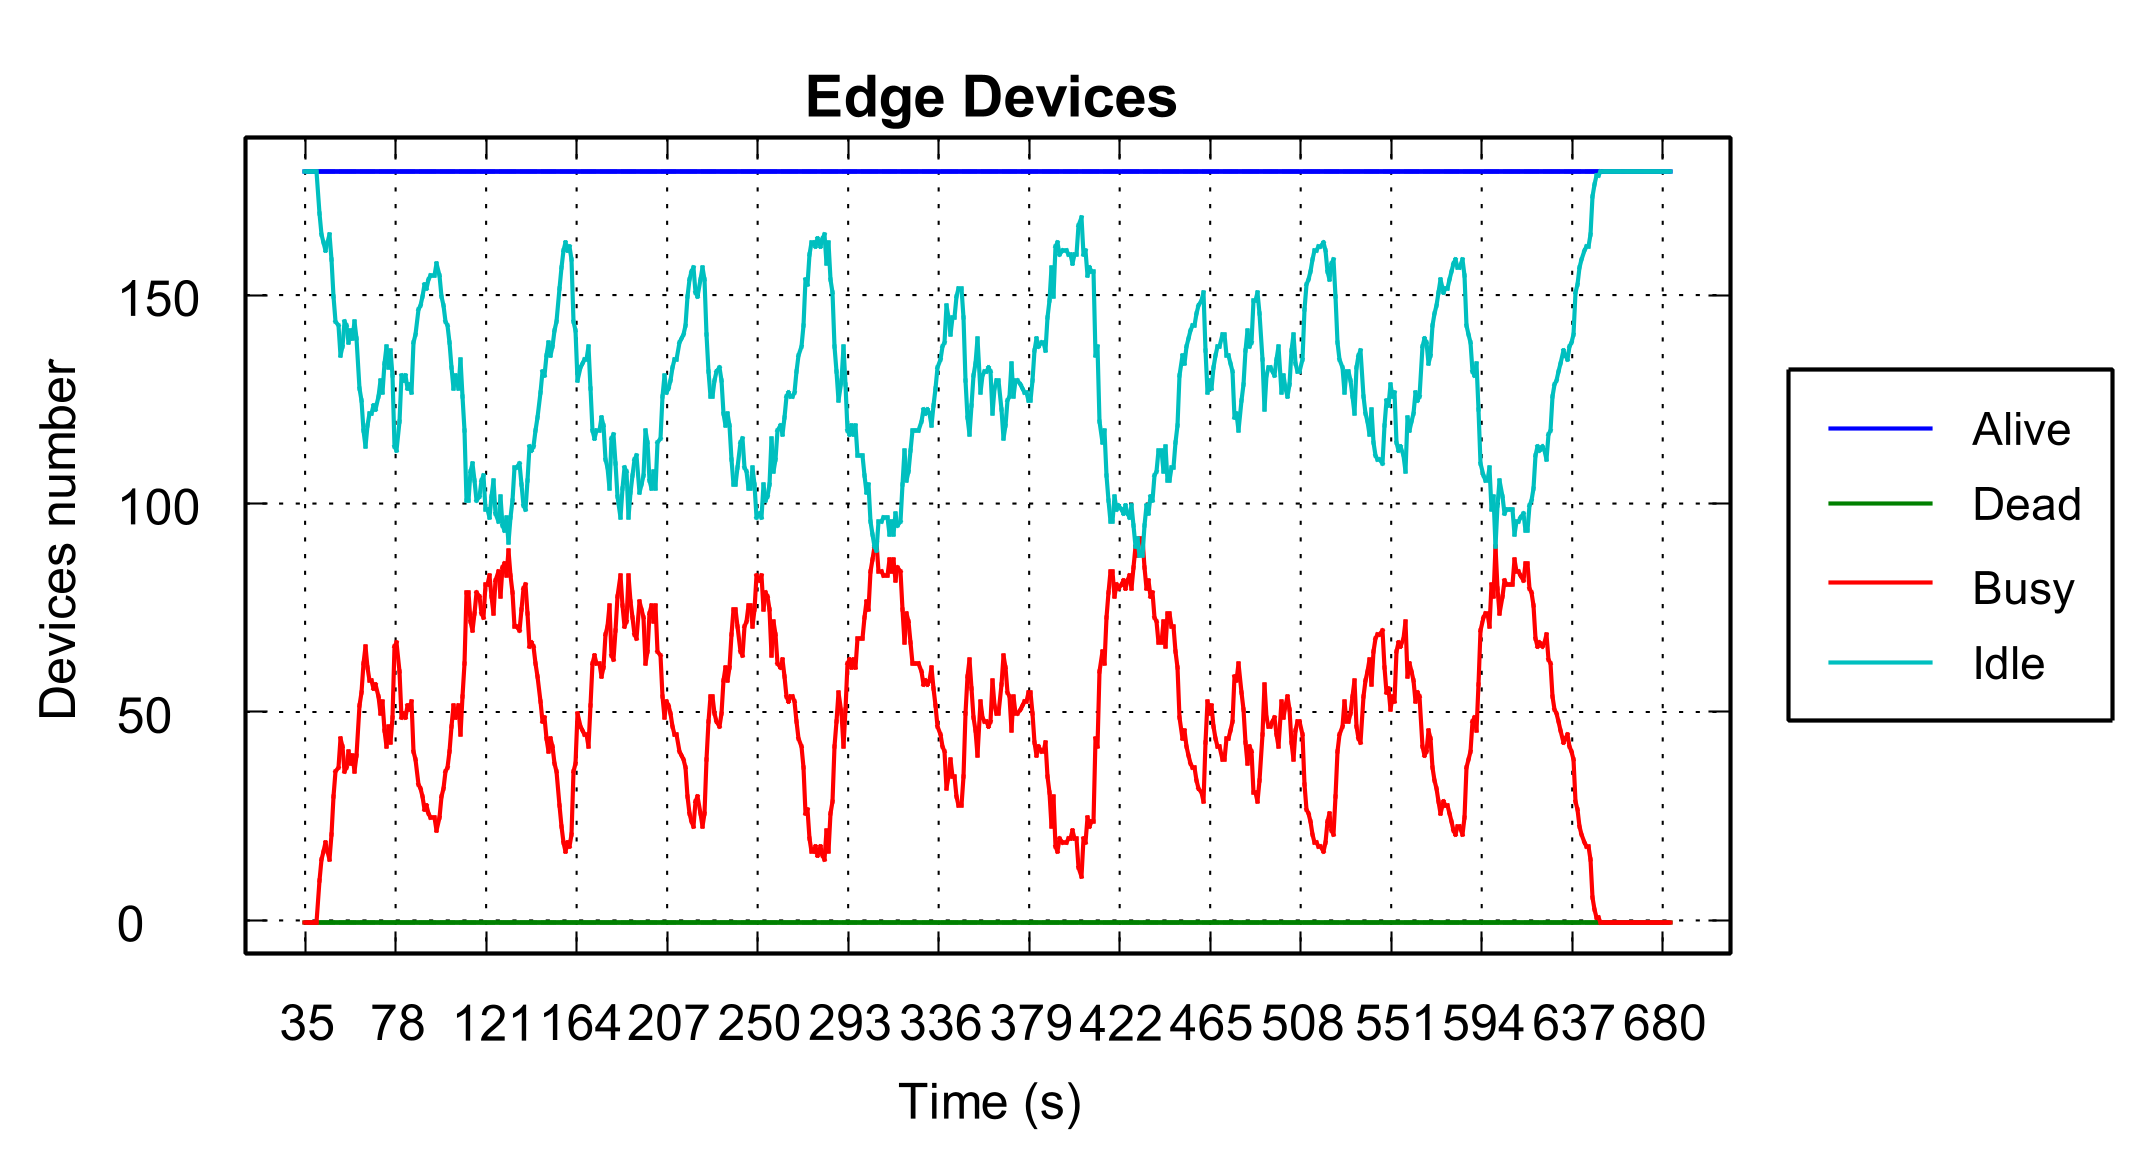 Edge Devices
Devices number
150
100
50
0
35 78 121 164 207 250 293 336 379 422 465 508 551 594 637 680
Time (s)
Alive
Dead
Busy
Idle